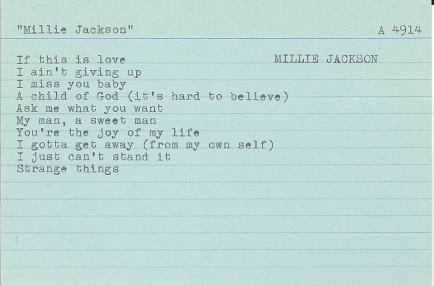 "Millie Jackson" A 4914
If this is love MILLIE JACKSON
I ain't giving up
I miss you baby
A child of God (it's hard to believe)
Ask me what you want
My man, a sweet man
You're the joy of my life
I gotta get away (from my own self)
I just can't stand it
Strange things